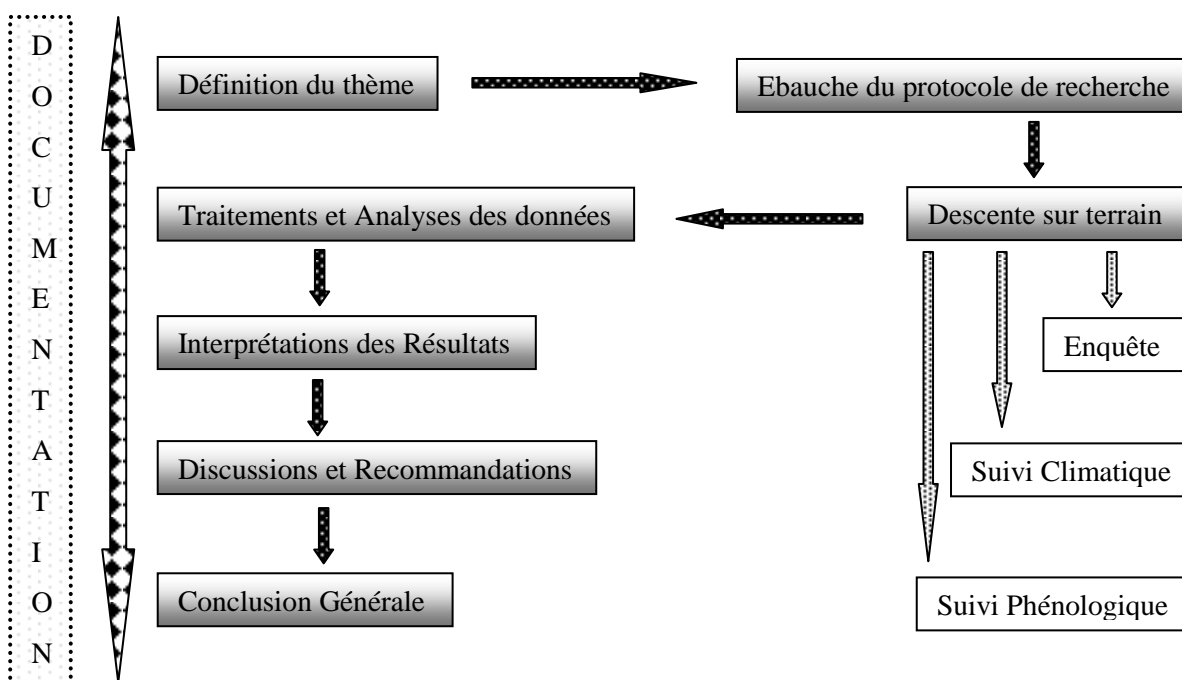 DOCUMENTATION
Définition du thème
Ebauche du protocole de recherche
Traitements et Analyses des données
Descente sur terrain
Interprétations des Résultats
Enquête
Discussions et Recommandations
Suivi Climatique
Conclusion Générale
Suivi Phénologique